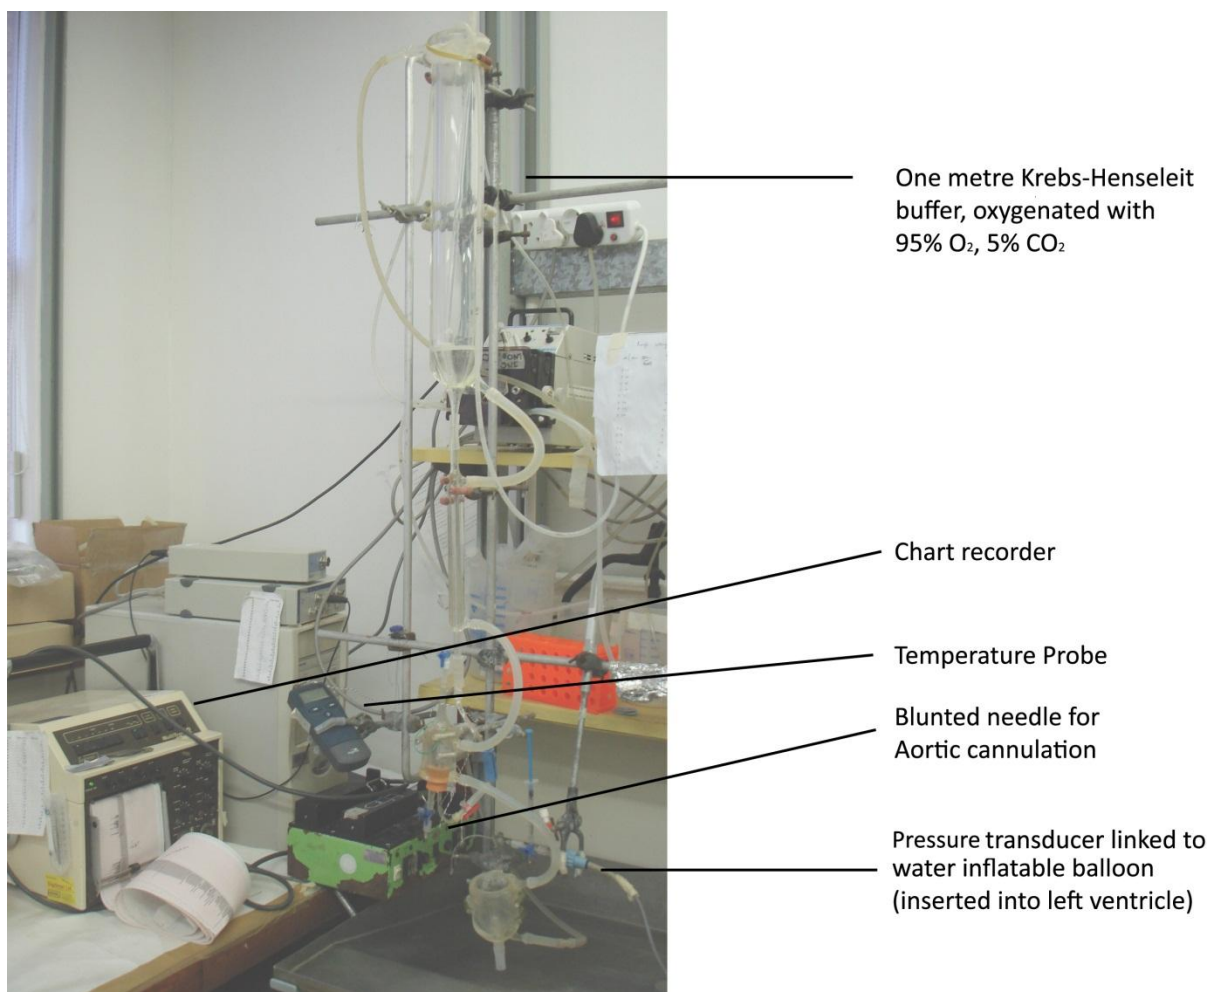 One metre Krebs-Henseleit
buffer, oxygenated with
95% O₂, 5% CO₂
Chart recorder
Temperature Probe
Blunted needle for
Aortic cannulation
Pressure transducer linked to
water inflatable balloon
(inserted into left ventricle)